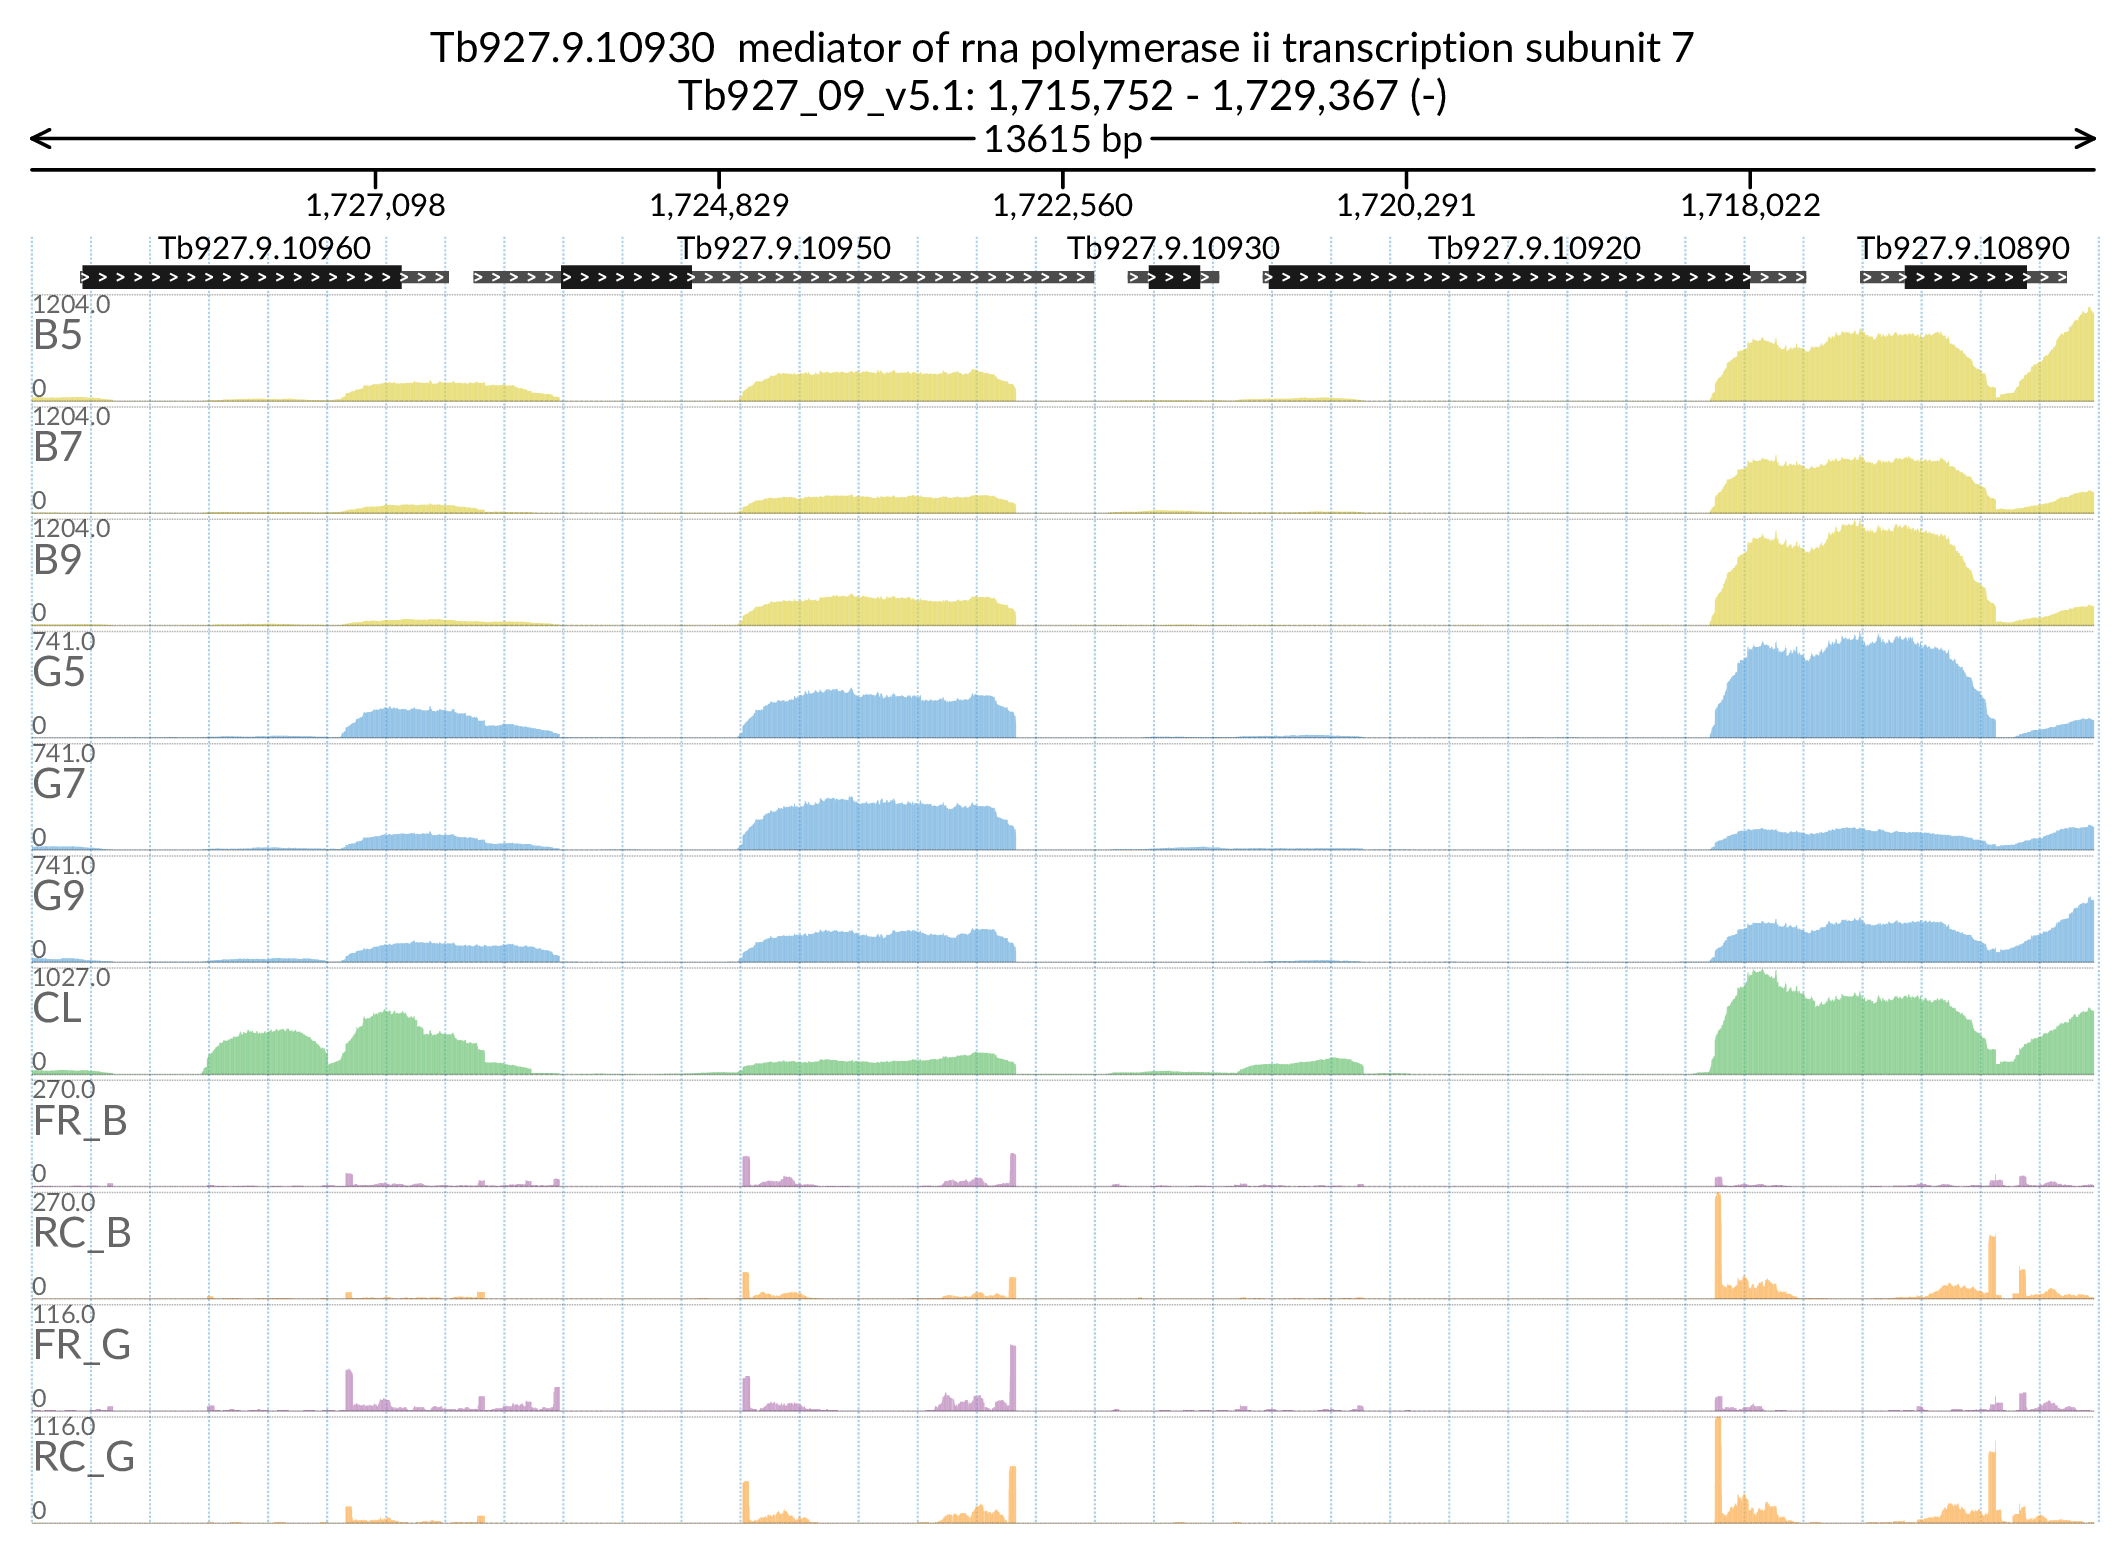 Tb927.9.10930 mediator of rna polymerase ii transcription subunit 7
Tb927_09_v5.1: 1,715,752 - 1,729,367 (-)
13615 bp
1,727,098 1,724,829 1,722,560 1,720,291 1,718,022
Tb927.9.10960 Tb927.9.10950 Tb927.9.10930 Tb927.9.10920 Tb927.9.10890
1204.0
B5
0
1204.0
B7
0
1204.0
B9
0
741.0
G5
0
741.0
G7
0
741.0
G9
0
1027.0
CL
0
270.0
FR_B
0
270.0
RC_B
0
116.0
FR_G
0
116.0
RC_G
0